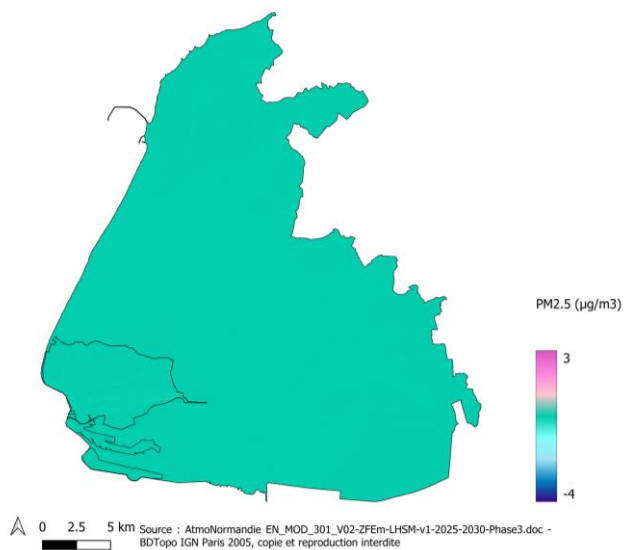 PM2.5 (µg/m3)
3
-4
0 2.5 5 km
Source : AtmoNormandie EN_MOD_301_V02-ZFEm-LHSM-v1-2025-2030-Phase3.doc -
BDTopo IGN Paris 2005, copie et reproduction interdite